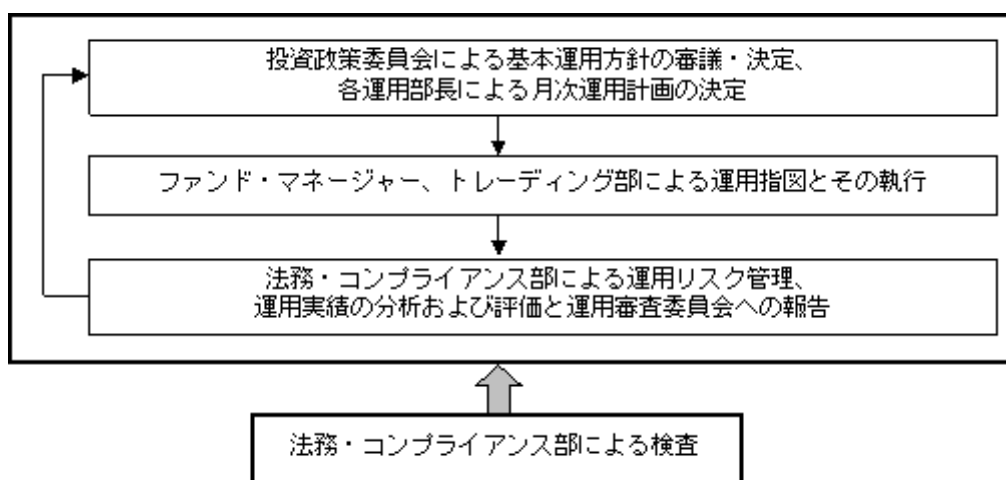 投資政策委員会による基本運用方針の審議・決定、
各運用部長による月次運用計画の決定
ファンド・マネージャー、トレーディング部による運用指図とその執行
法務・コンプライアンス部による運用リスク管理、
運用実績の分析および評価と運用審査委員会への報告
法務・コンプライアンス部による検査